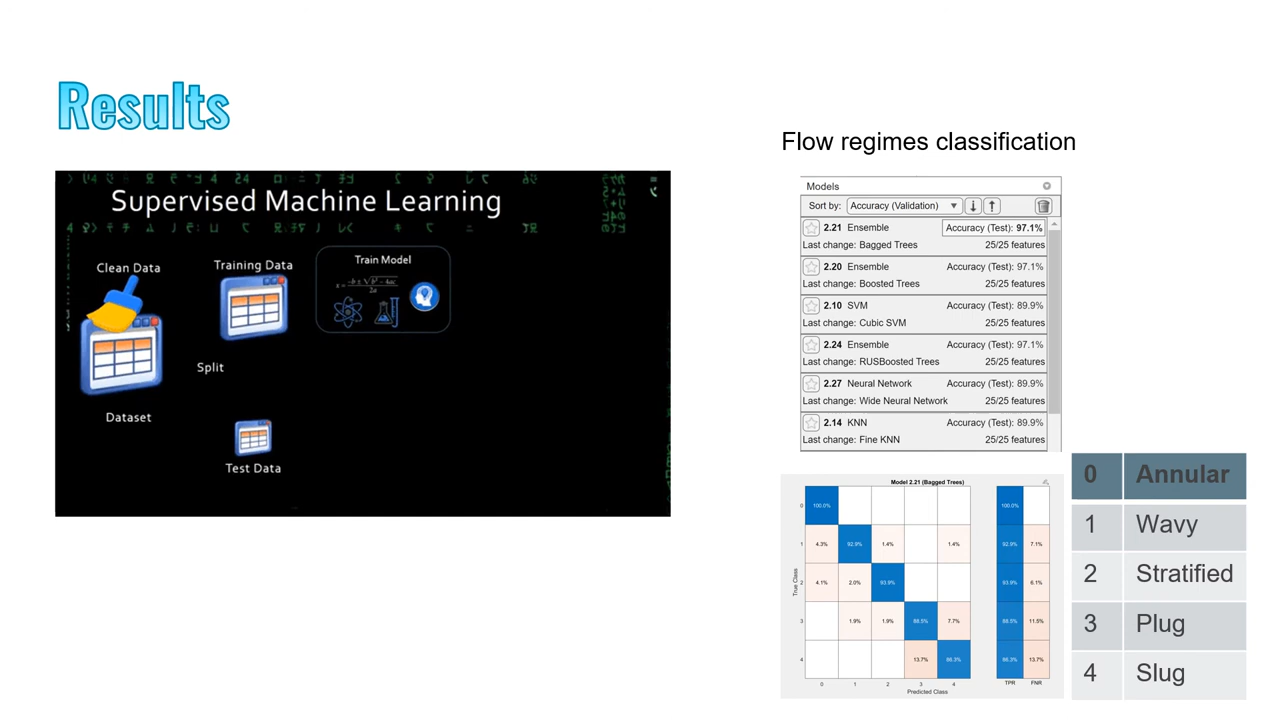 Results
Flow regimes classification
Supervised Machine Learning
Clean Data
Training Data
Train Model
Split
Dataset
Test Data
Models
Sort by: Accuracy (Validation)
2.21 Ensemble Accuracy (Test): 97.1%
Last change: Bagged Trees 25/25 features
2.20 Ensemble Accuracy (Test): 97.1%
Last change: Boosted Trees 25/25 features
2.10 SVM Accuracy (Test): 89.9%
Last change: Cubic SVM 25/25 features
2.24 Ensemble Accuracy (Test): 97.1%
Last change: RUSBoosted Trees 25/25 features
2.27 Neural Network Accuracy (Test): 89.9%
Last change: Wide Neural Network 25/25 features
2.14 KNN Accuracy (Test): 89.9%
Last change: Fine KNN 25/25 features
Model 2.21 (Bagged Trees)
0 100.0% 100.0%
1 4.3% 92.9% 1.4% 1.4% 92.9% 7.1%
2 4.1% 2.0% 93.9% 93.9% 6.1%
3 1.9% 1.9% 88.5% 7.7% 88.5% 11.5%
4 13.7% 86.3% 86.3% 13.7%
True Class
0 1 2 3 4 TPR FNR
Predicted Class
0 Annular
1 Wavy
2 Stratified
3 Plug
4 Slug